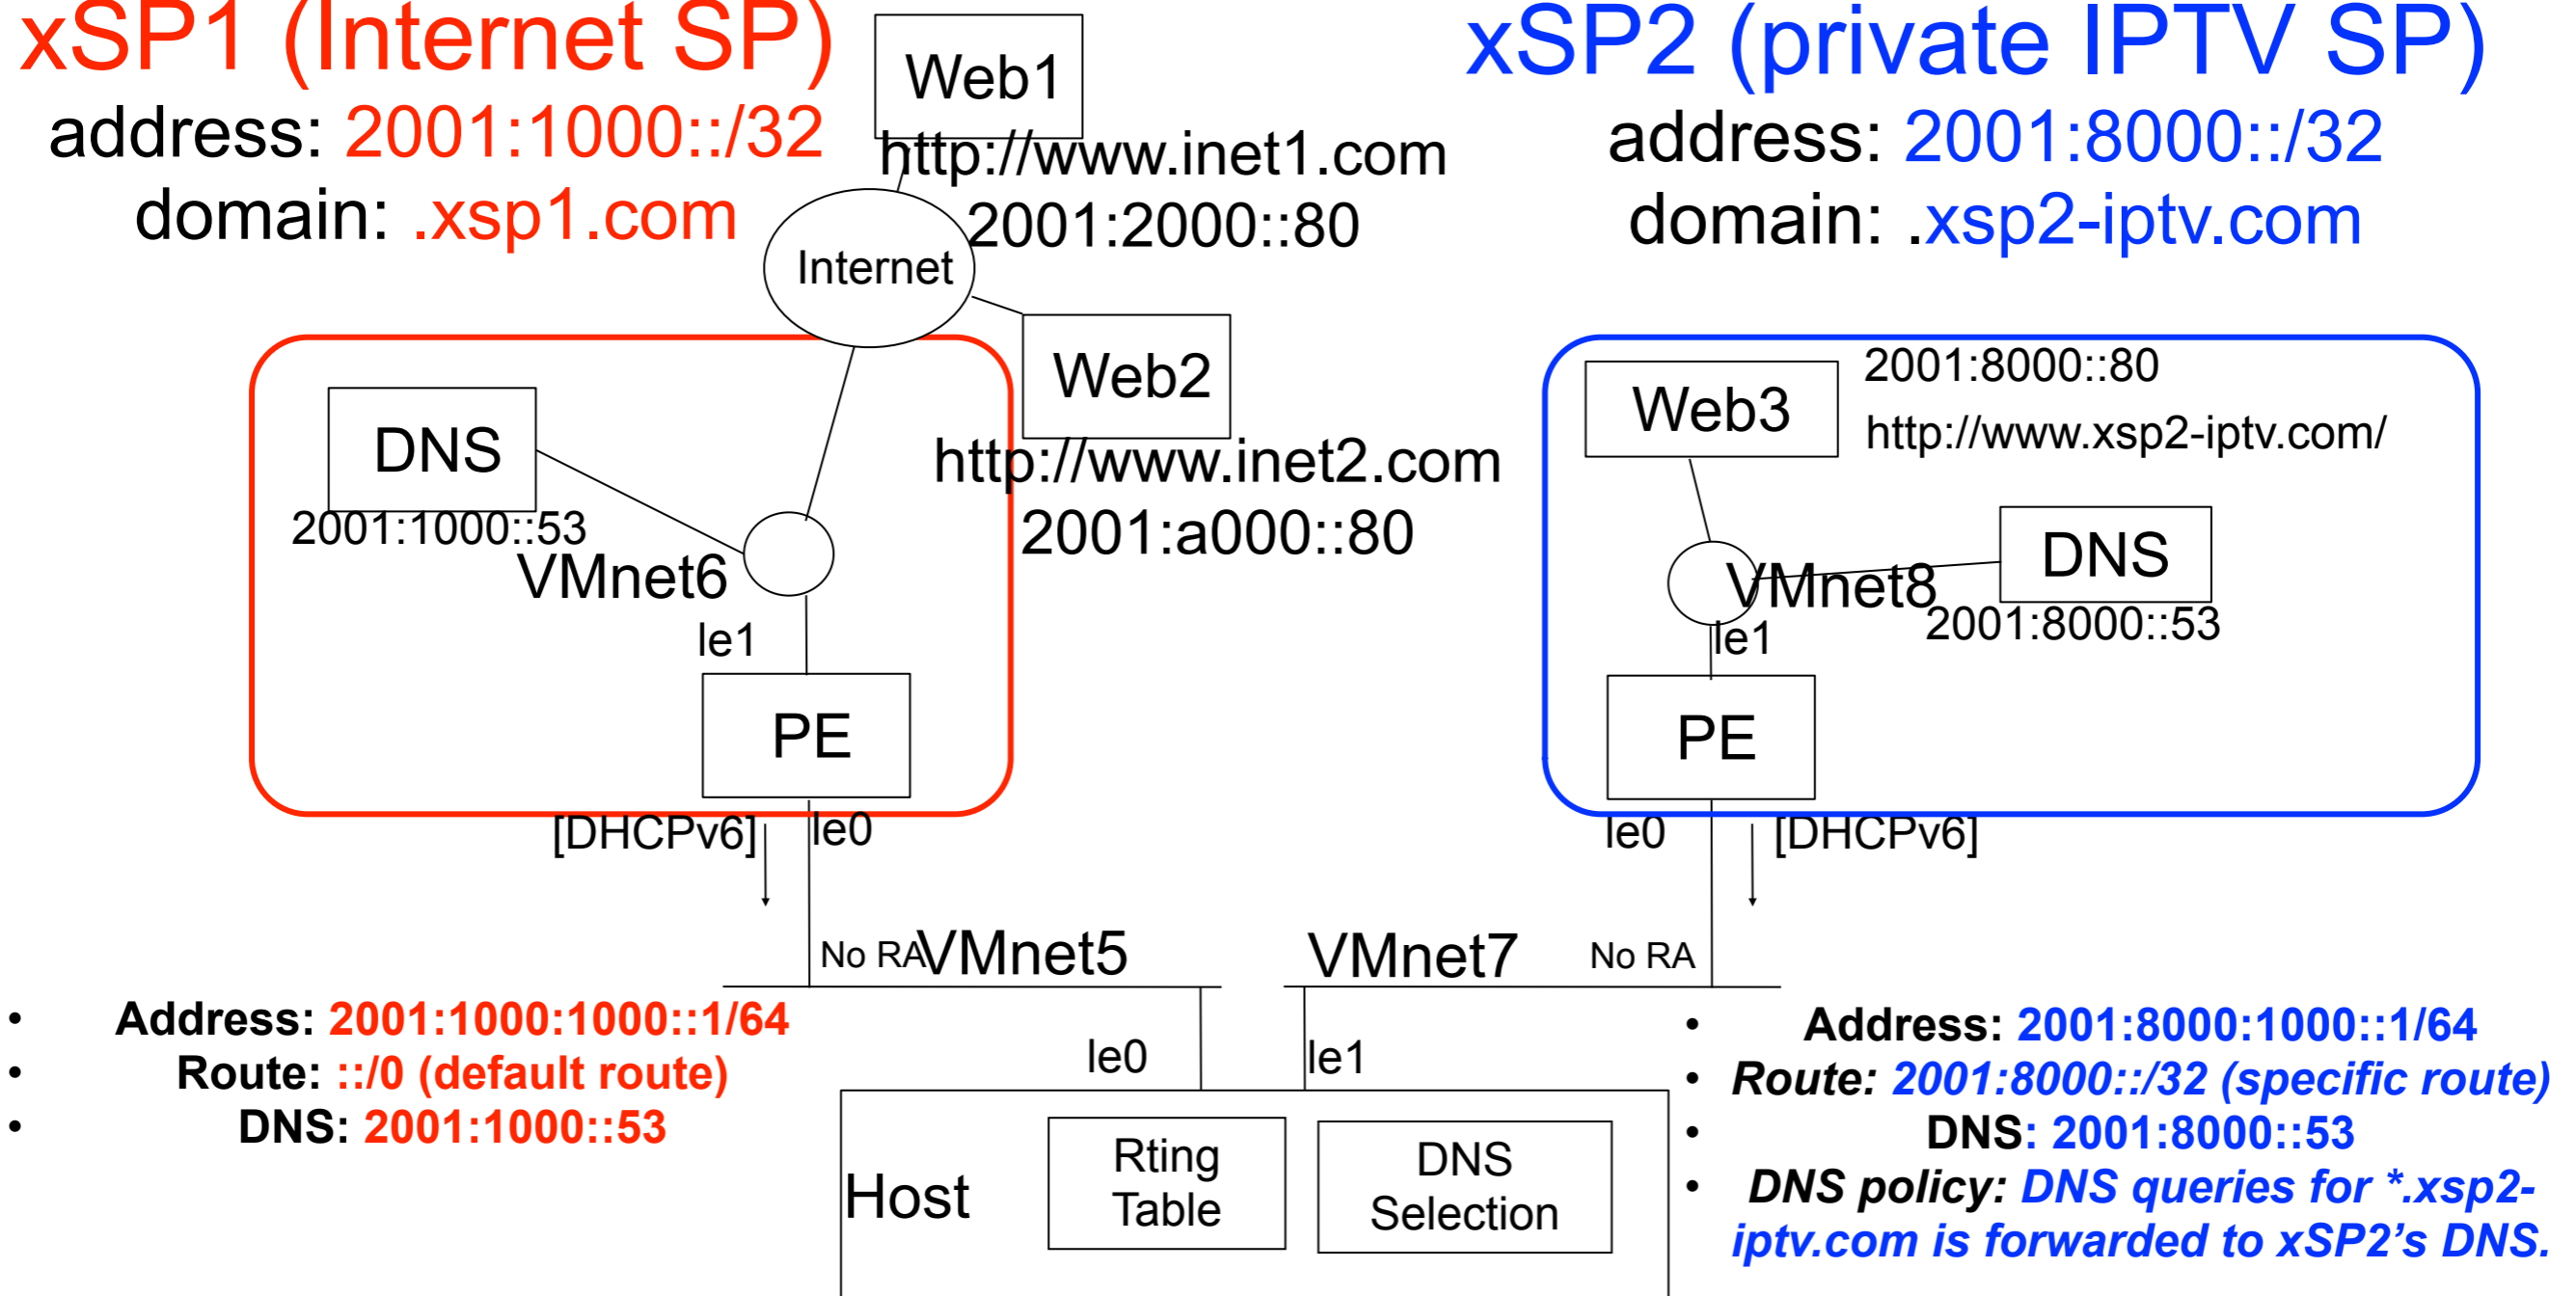 xSP1 (Internet SP)
address: 2001:1000::/32
domain: .xsp1.com
Web1
http://www.inet1.com
2001:2000::80
Internet
xSP2 (private IPTV SP)
address: 2001:8000::/32
domain: .xsp2-iptv.com
DNS
2001:1000::53
VMnet6
le1
PE
Web2
http://www.inet2.com
2001:a000::80
Web3
2001:8000::80
http://www.xsp2-iptv.com/
DNS
VMnet8
2001:8000::53
le1
PE
[DHCPv6]
le0
le0
[DHCPv6]
No RA
VMnet5
VMnet7
No RA
• Address: 2001:1000:1000::1/64
• Route: ::/0 (default route)
• DNS: 2001:1000::53
le0
le1
Host
Rting
Table
DNS
Selection
• Address: 2001:8000:1000::1/64
• Route: 2001:8000::/32 (specific route)
• DNS: 2001:8000::53
• DNS policy: DNS queries for *.xsp2-
iptv.com is forwarded to xSP2’s DNS.